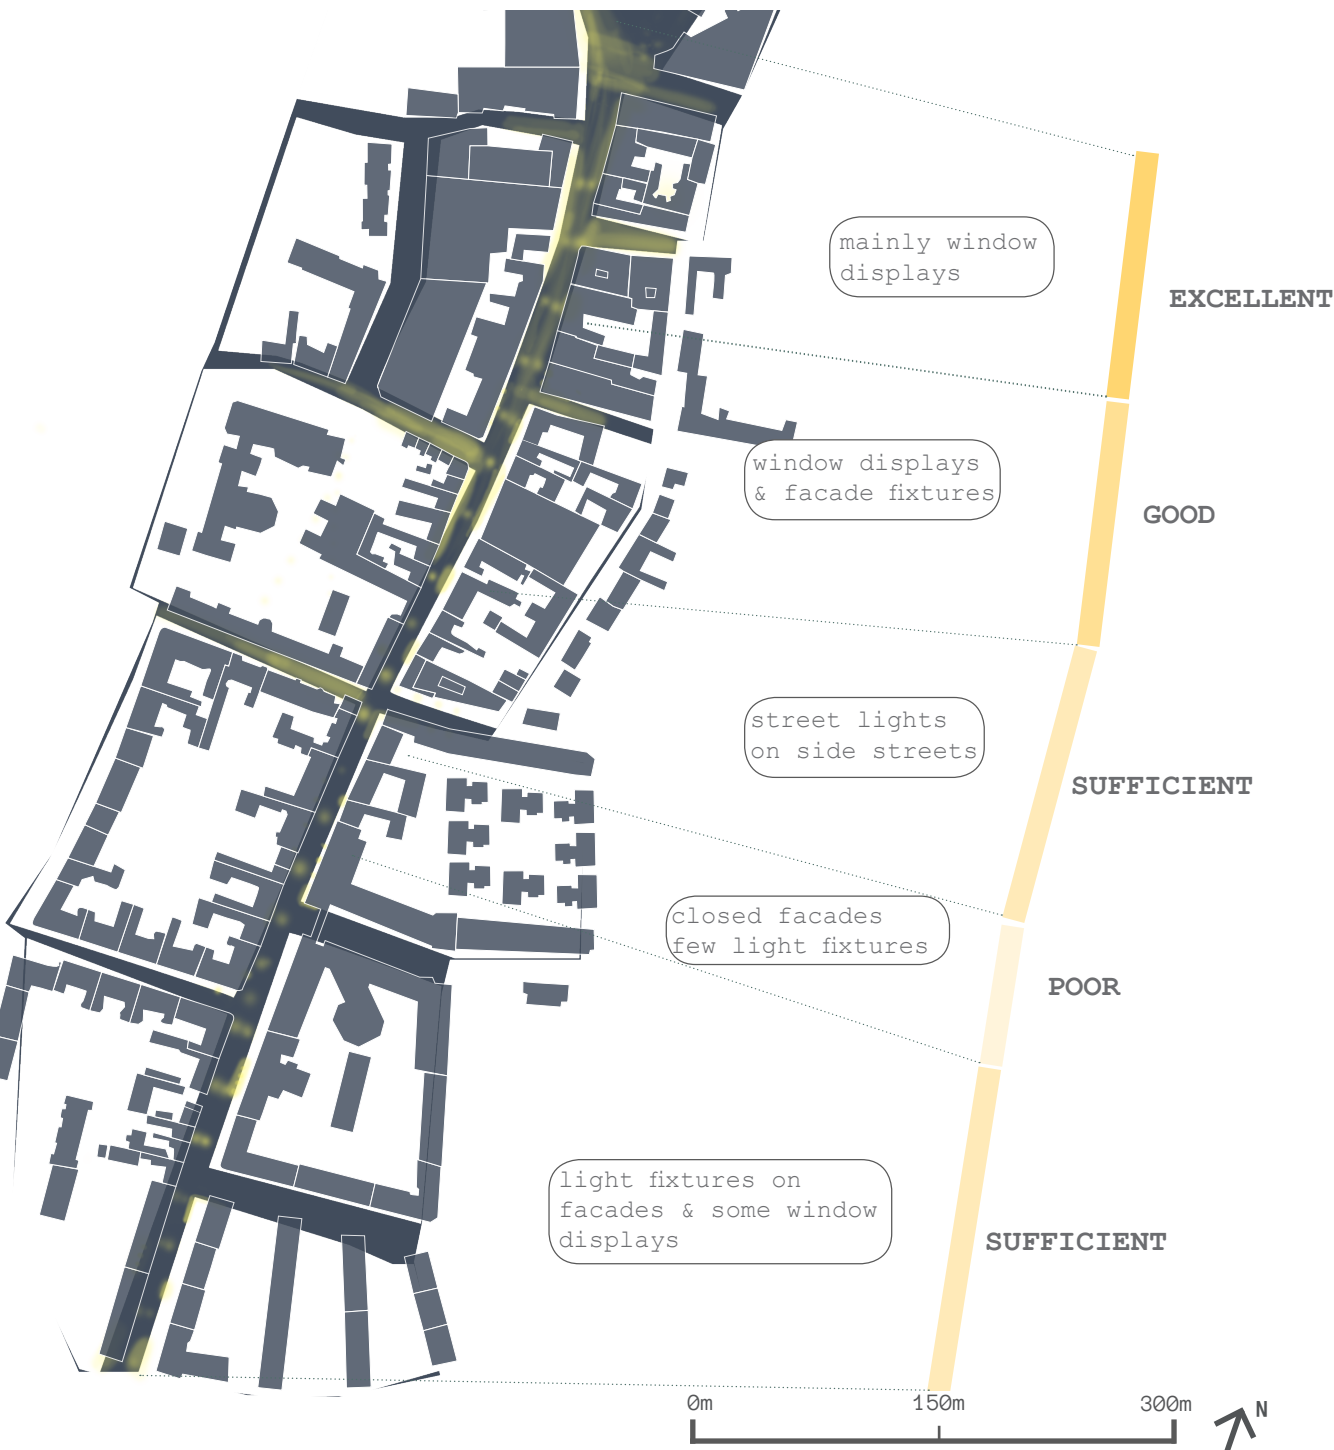 mainly window
displays
EXCELLENT
window displays
& facade fixtures
GOOD
street lights
on side streets
SUFFICIENT
closed facades
few light fixtures
POOR
light fixtures on
facades & some window
displays
SUFFICIENT
0m 150m 300m
N